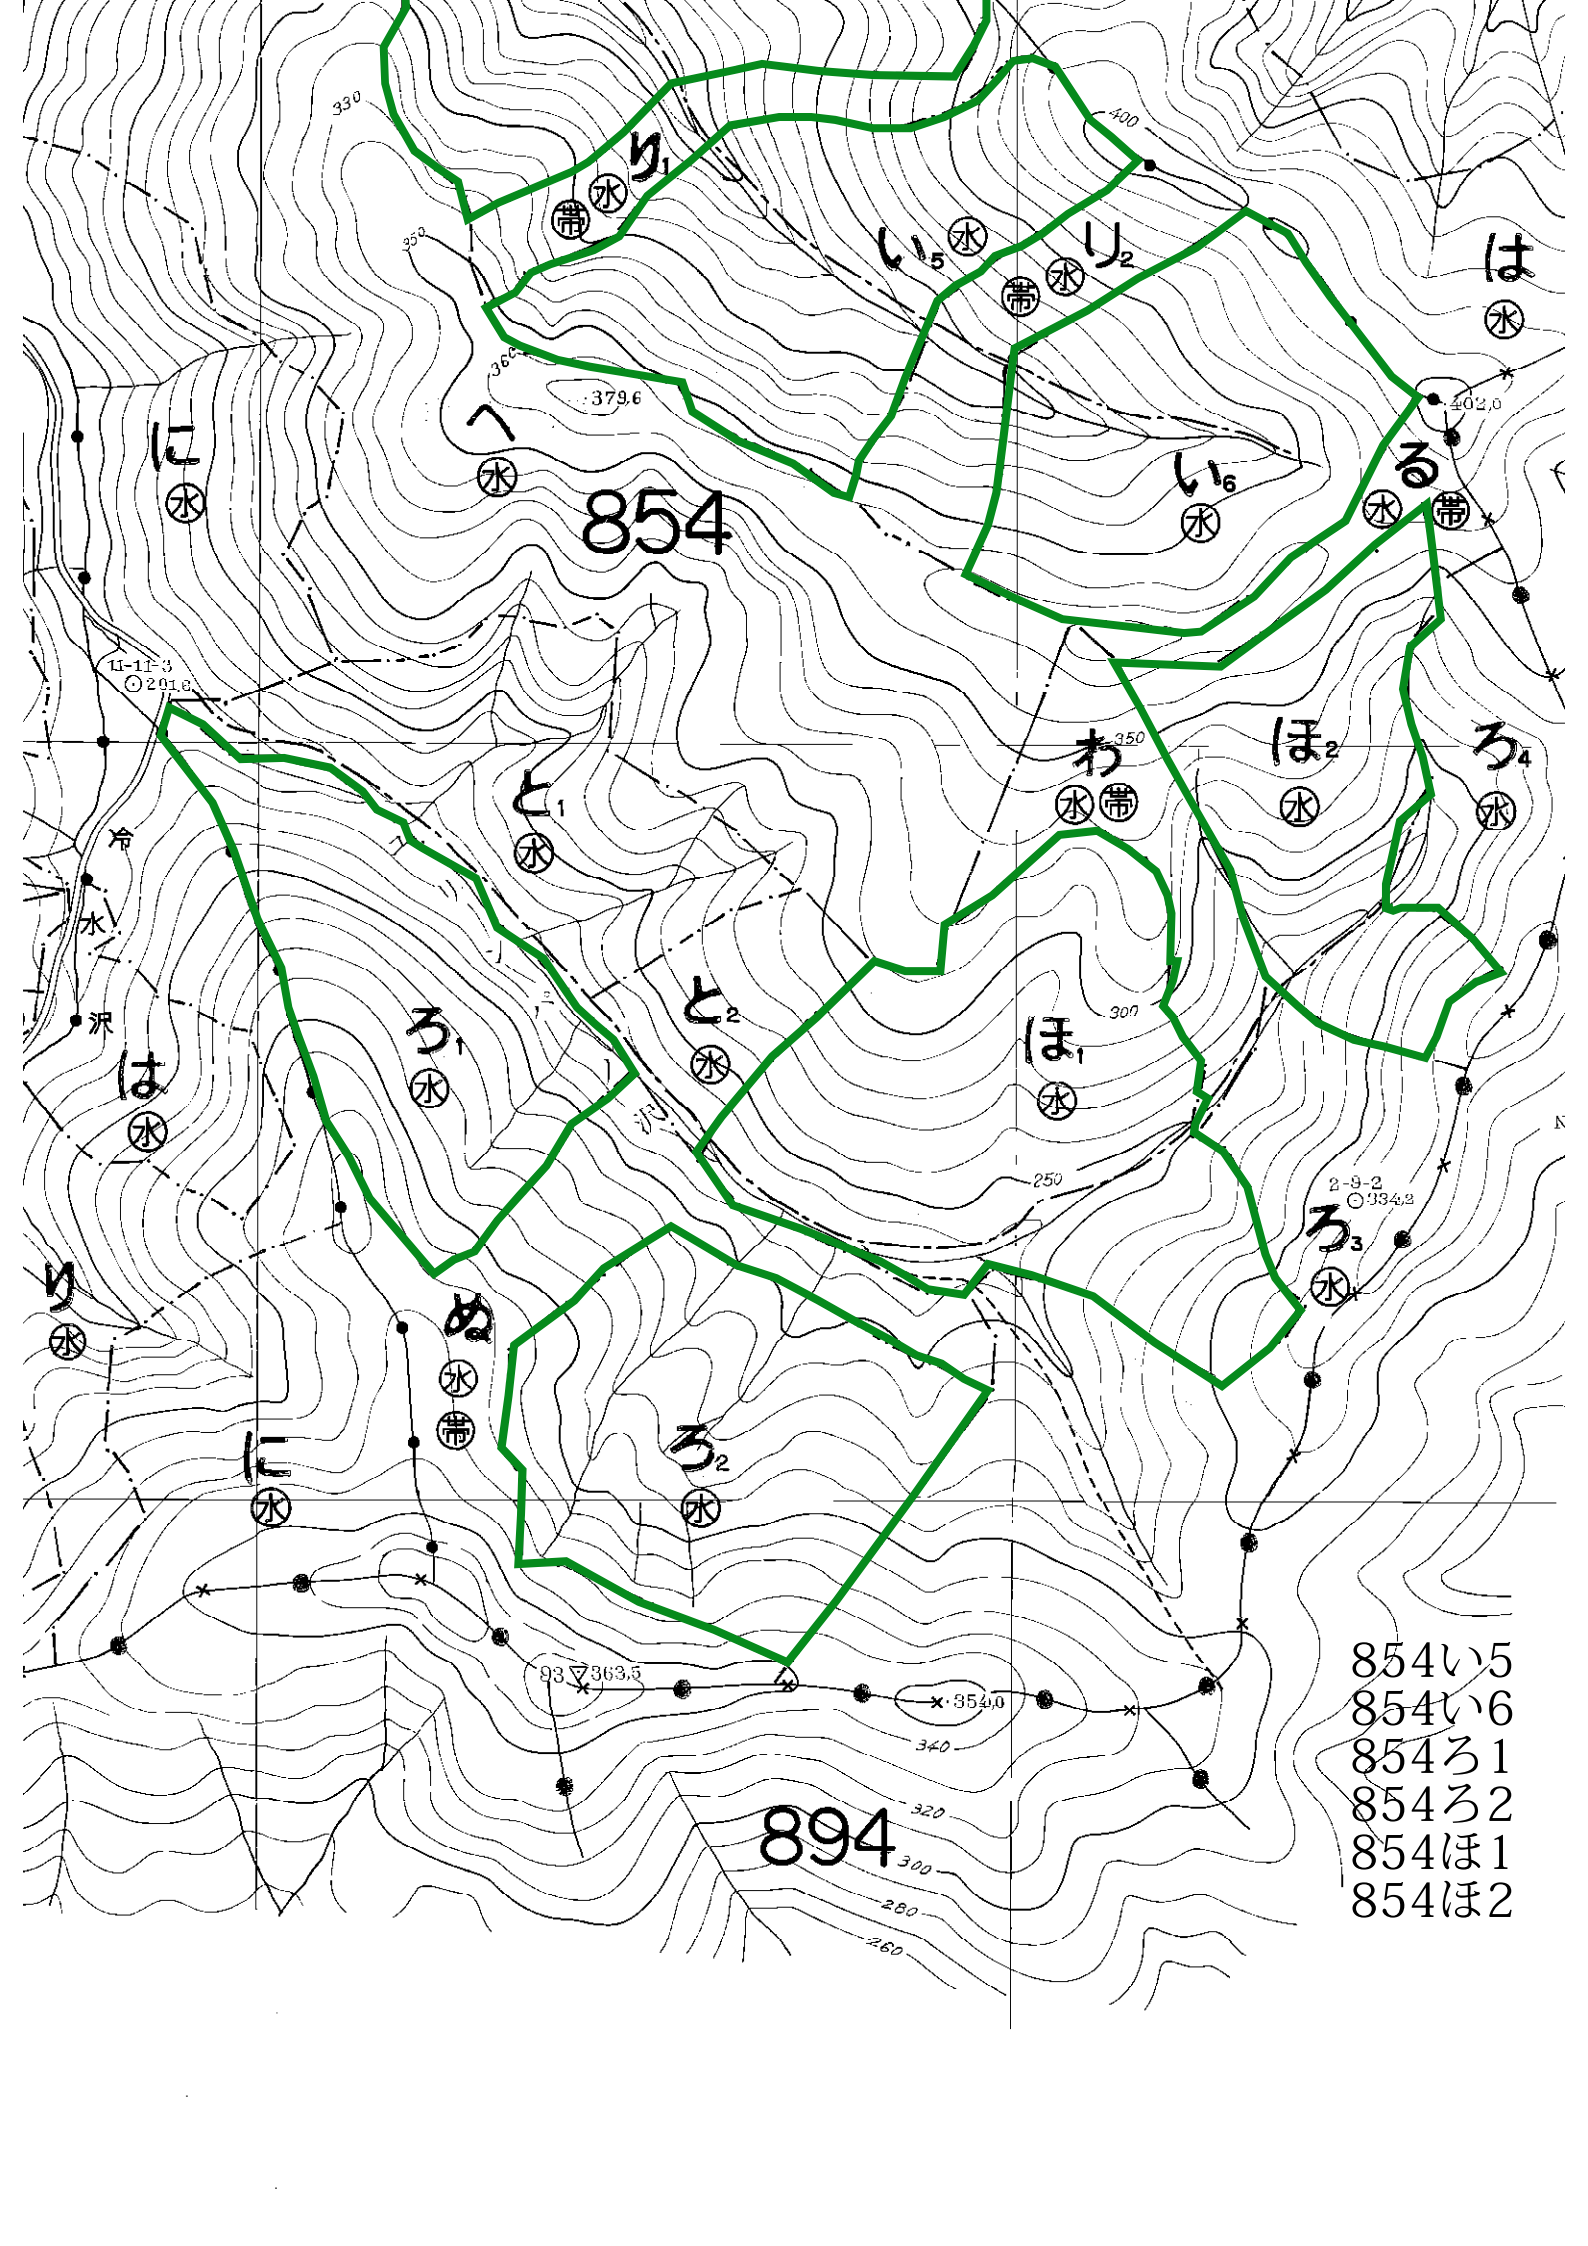 330
400
り1
水
帯
350
い5
水
り2
水
帯
は
水
360
379.6
402.0
へ
水
に
水
854
い6
水
る
水
帯
11-11-3
291.6
と1
水
わ
水
帯
350
ほ2
水
ろ4
水
冷
水
沢
ろ1
水
と2
水
300
ほ1
水
は
水
沢
250
2-9-2
334.2
ろ3
水
り
水
ぬ
水
帯
ろ2
水
に
水
93
363.5
354.0
340
320
894
300
280
260
854い5
854い6
854ろ1
854ろ2
854ほ1
854ほ2